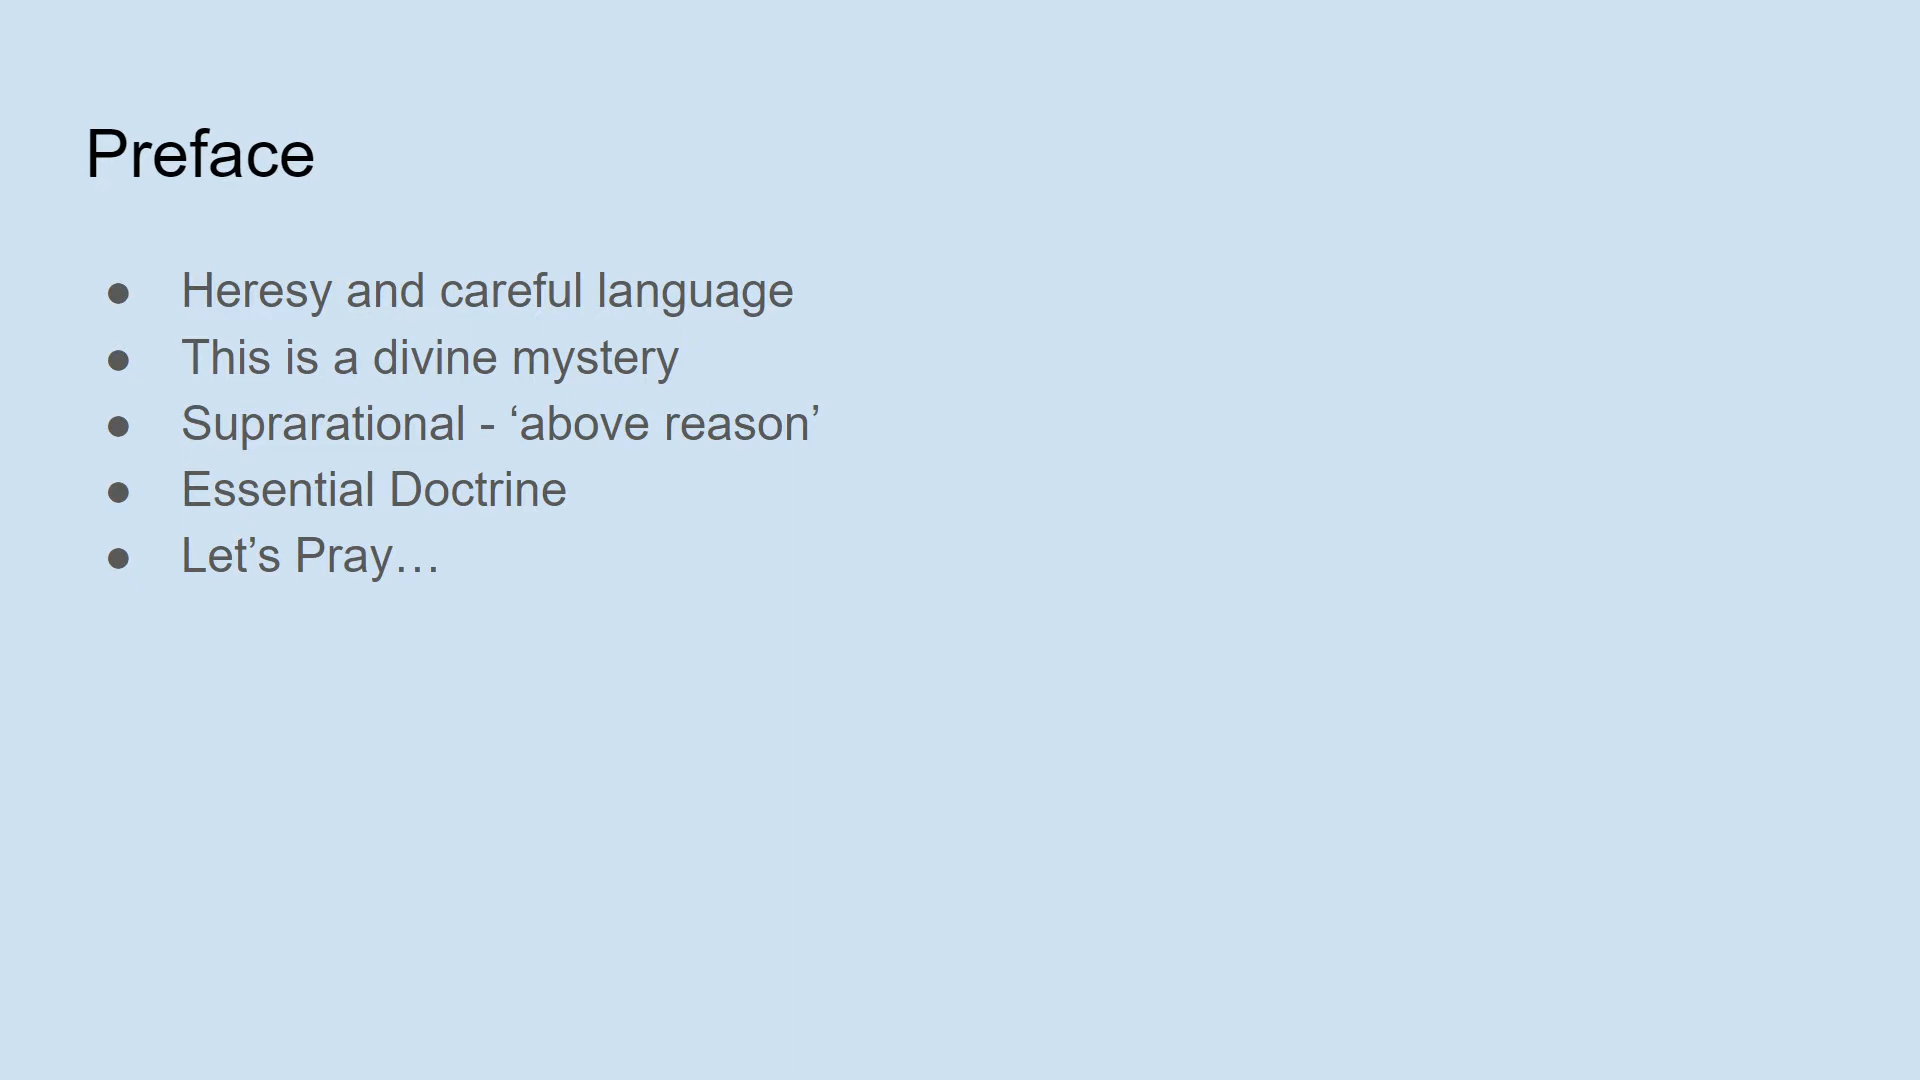 Preface
● Heresy and careful language
● This is a divine mystery
● Suprarational - ‘above reason’
● Essential Doctrine
● Let’s Pray…